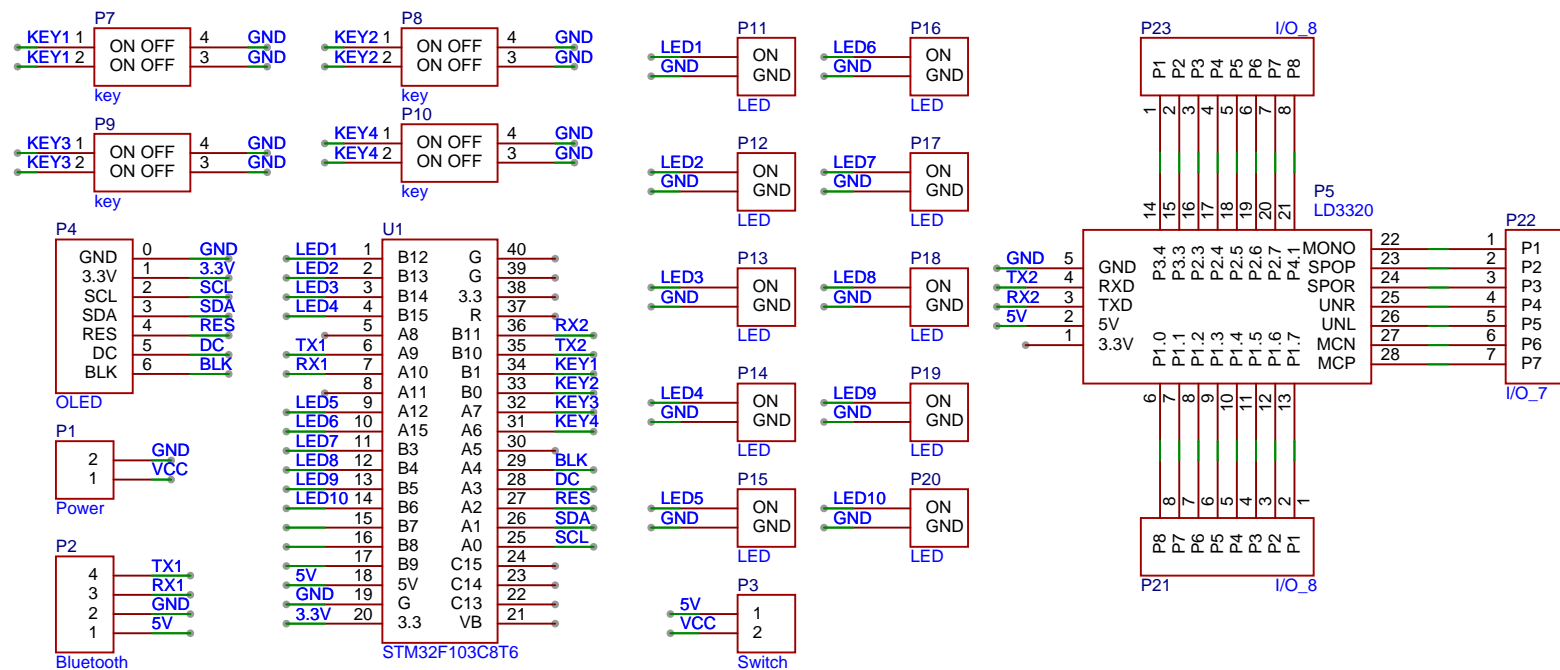 P7
KEY1 1 ON OFF 4 GND
KEY1 2 ON OFF 3 GND
key
P8
KEY2 1 ON OFF 4 GND
KEY2 2 ON OFF 3 GND
key
P9
KEY3 1 ON OFF 4 GND
KEY3 2 ON OFF 3 GND
key
P10
KEY4 1 ON OFF 4 GND
KEY4 2 ON OFF 3 GND
key
P4
GND 0 GND
3.3V 1 3.3V
SCL 2 SCL
SDA 3 SDA
RES 4 RES
DC 5 DC
BLK 6 BLK
OLED
P1
2 GND
1 VCC
Power
P2
4 TX1
3 RX1
2 GND
1 5V
Bluetooth
U1
LED1 1 B12 G 40
LED2 2 B13 G 39
LED3 3 B14 3.3 38
LED4 4 B15 R 37
5 A8 B11 36 RX2
TX1 6 A9 B10 35 TX2
RX1 7 A10 B1 34 KEY1
8 A11 B0 33 KEY2
LED5 9 A12 A7 32 KEY3
LED6 10 A15 A6 31 KEY4
LED7 11 B3 A5 30
LED8 12 B4 A4 29 BLK
LED9 13 B5 A3 28 DC
LED10 14 B6 A2 27 RES
15 B7 A1 26 SDA
16 B8 A0 25 SCL
17 B9 C15 24
5V 18 5V C14 23
GND 19 G C13 22
3.3V 20 3.3 VB 21
STM32F103C8T6
P11
LED1 ON
GND GND
LED
P16
LED6 ON
GND GND
LED
P12
LED2 ON
GND GND
LED
P17
LED7 ON
GND GND
LED
P13
LED3 ON
GND GND
LED
P18
LED8 ON
GND GND
LED
P14
LED4 ON
GND GND
LED
P19
LED9 ON
GND GND
LED
P15
LED5 ON
GND GND
LED
P20
LED10 ON
GND GND
LED
P3
5V 1
VCC 2
Switch
P23 I/O_8
P1 P2 P3 P4 P5 P6 P7 P8
1 2 3 4 5 6 7 8
14 15 16 17 18 19 20 21
P5
LD3320
P3.4 P3.3 P2.3 P2.4 P2.5 P2.6 P2.7 P4.1
GND 5 GND
TX2 4 RXD
RX2 3 TXD
5V 2 5V
1 3.3V
MONO 22
SPOP 23
SPOR 24
UNR 25
UNL 26
MCN 27
MCP 28
P1.0 P1.1 P1.2 P1.3 P1.4 P1.5 P1.6 P1.7
6 7 8 9 10 11 12 13
P22
1 P1
2 P2
3 P3
4 P4
5 P5
6 P6
7 P7
I/O_7
8 7 6 5 4 3 2 1
P8 P7 P6 P5 P4 P3 P2 P1
P21 I/O_8